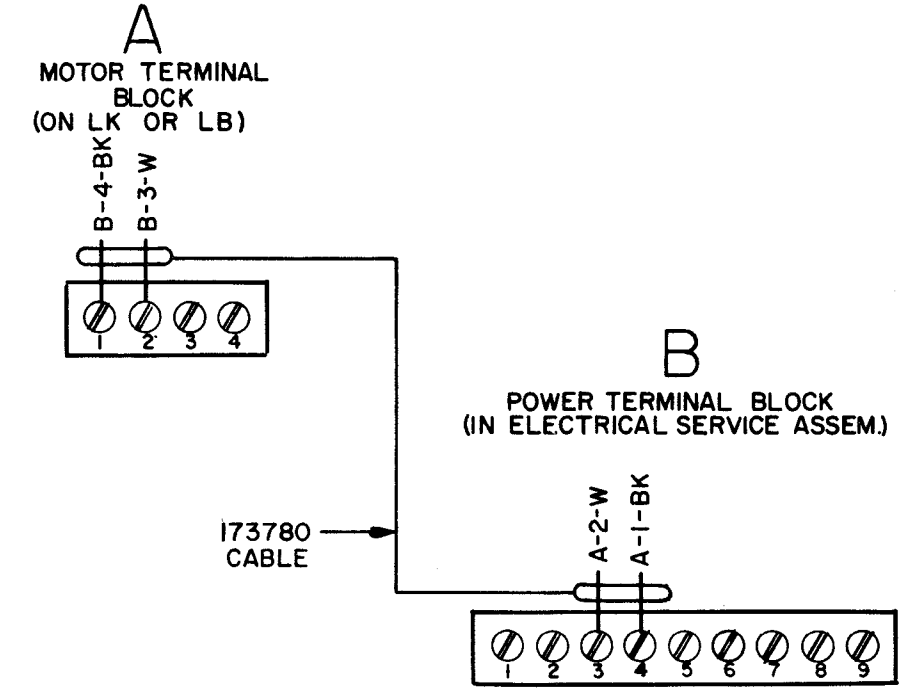 A
MOTOR TERMINAL
BLOCK
(ON LK OR LB)
B-4-BK
B-3-W
1 2 3 4
B
POWER TERMINAL BLOCK
(IN ELECTRICAL SERVICE ASSEM.)
A-2-W
A-1-BK
173780
CABLE
1 2 3 4 5 6 7 8 9